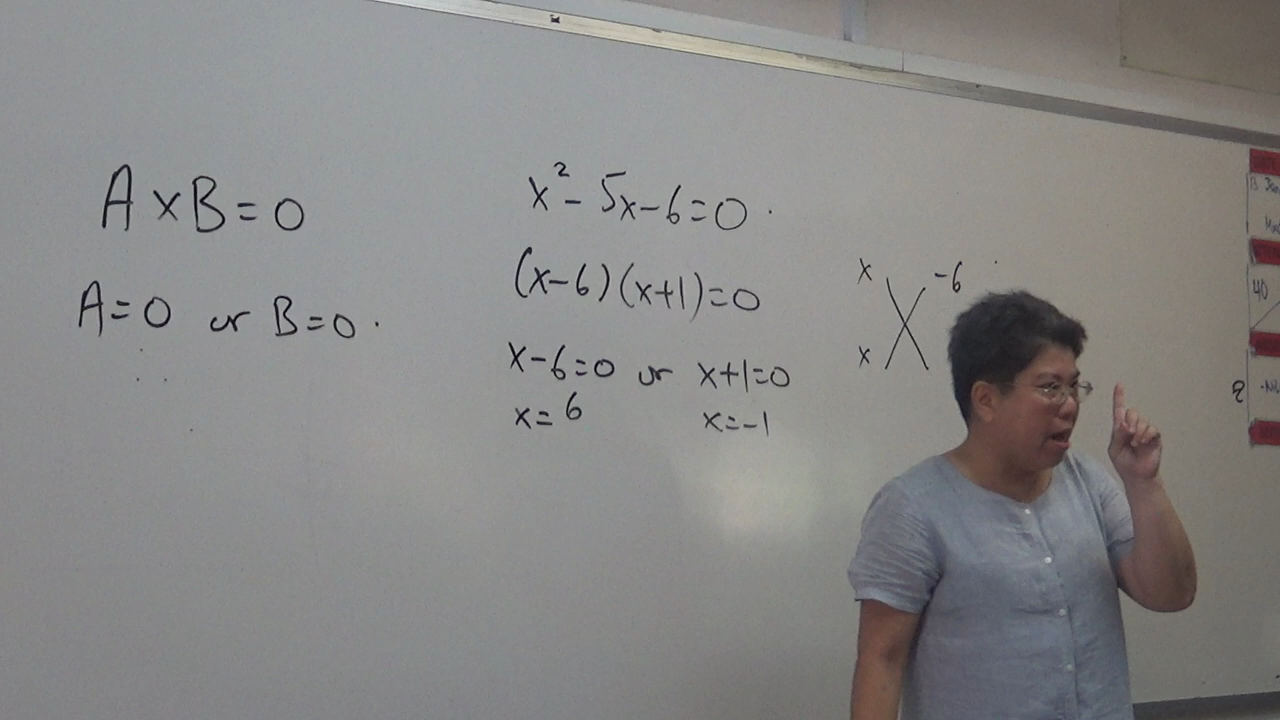 A×B=0
A=0 or B=0.
x²-5x-6=0.
(x-6)(x+1)=0
x-6=0 or x+1=0
x=6 x=-1
x -6
x
40